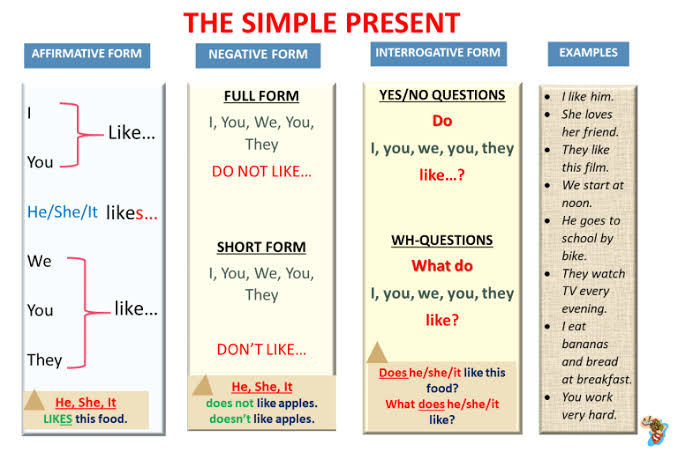 THE SIMPLE PRESENT
AFFIRMATIVE FORM
I
You
Like...
He/She/It likes...
We
You
They
like...
He, She, It
LIKES this food.
NEGATIVE FORM
FULL FORM
I, You, We, You,
They
DO NOT LIKE...
SHORT FORM
I, You, We, You,
They
DON'T LIKE...
He, She, It
does not like apples.
doesn't like apples.
INTERROGATIVE FORM
YES/NO QUESTIONS
Do
I, you, we, you, they
like...?
WH-QUESTIONS
What do
I, you, we, you, they
like?
Does he/she/it like this
food?
What does he/she/it
like?
EXAMPLES
• I like him.
• She loves
her friend.
• They like
this film.
• We start at
noon.
• He goes to
school by
bike.
• They watch
TV every
evening.
• I eat
bananas
and bread
at breakfast.
• You work
very hard.